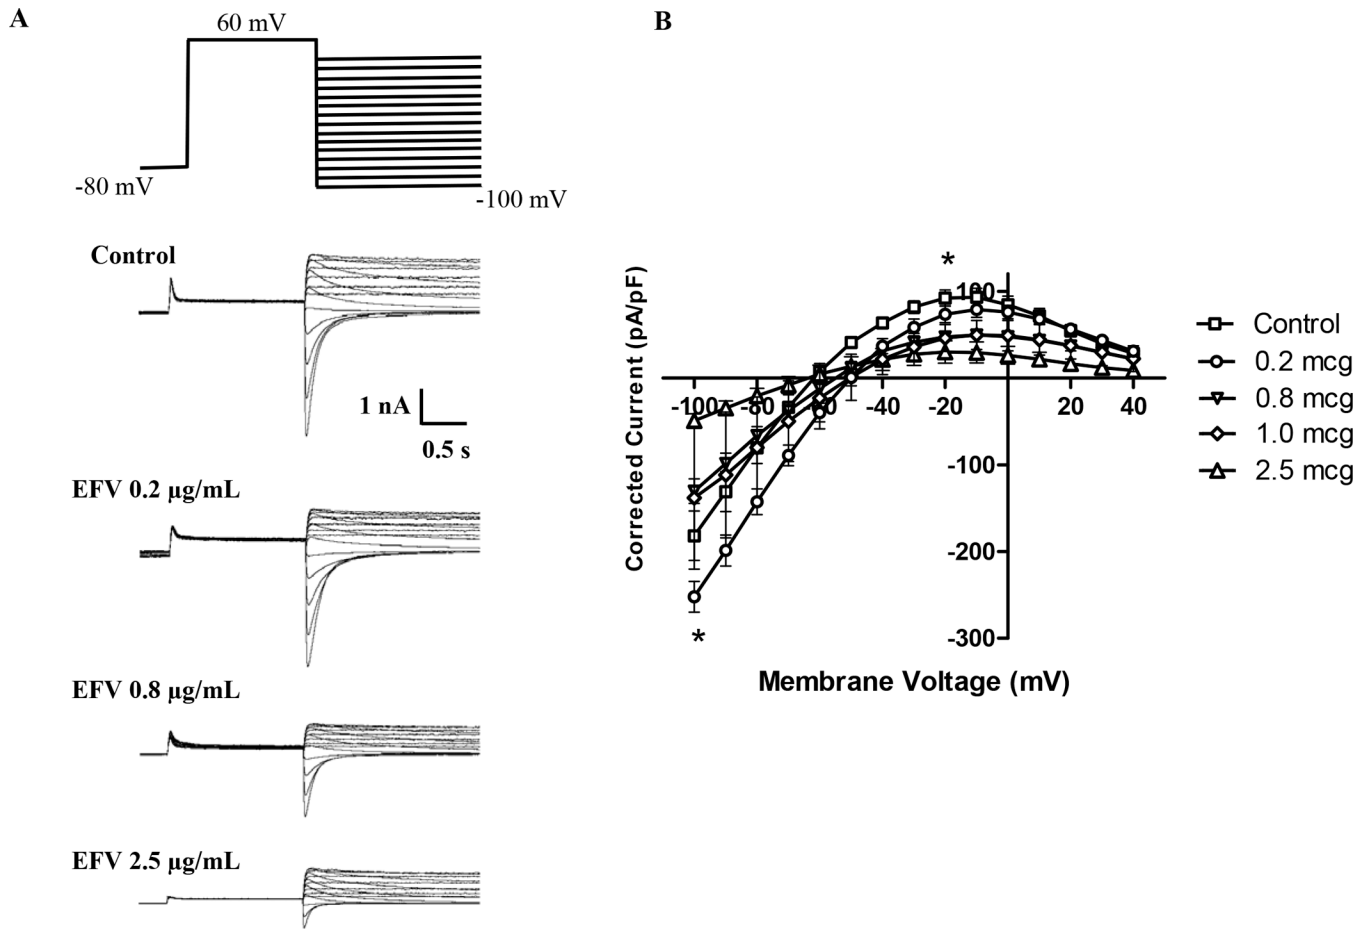 A
60 mV
-80 mV
-100 mV
Control
1 nA
0.5 s
EFV 0.2 µg/mL
EFV 0.8 µg/mL
EFV 2.5 µg/mL
B
*
Corrected Current (pA/pF)
100
-100 -80 -60 -40 -20 20 40
-100
-200
-300
*
Membrane Voltage (mV)
Control
0.2 mcg
0.8 mcg
1.0 mcg
2.5 mcg